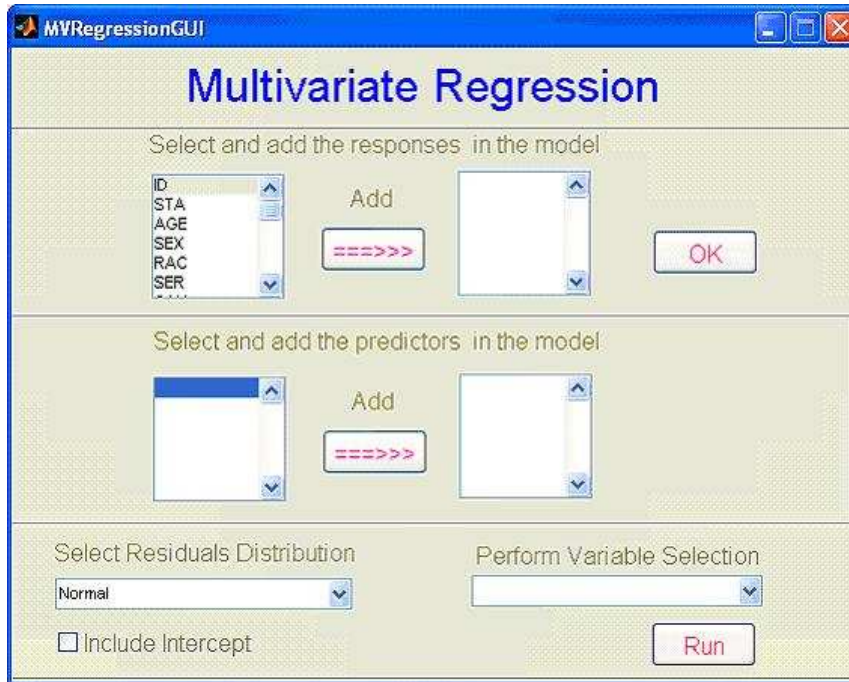 MVRegressionGUI
Multivariate Regression
Select and add the responses in the model
ID
STA
AGE
SEX
RAC
SER
Add
===>>>
OK
Select and add the predictors in the model
Add
===>>>
Select Residuals Distribution
Normal
Include Intercept
Perform Variable Selection
Run